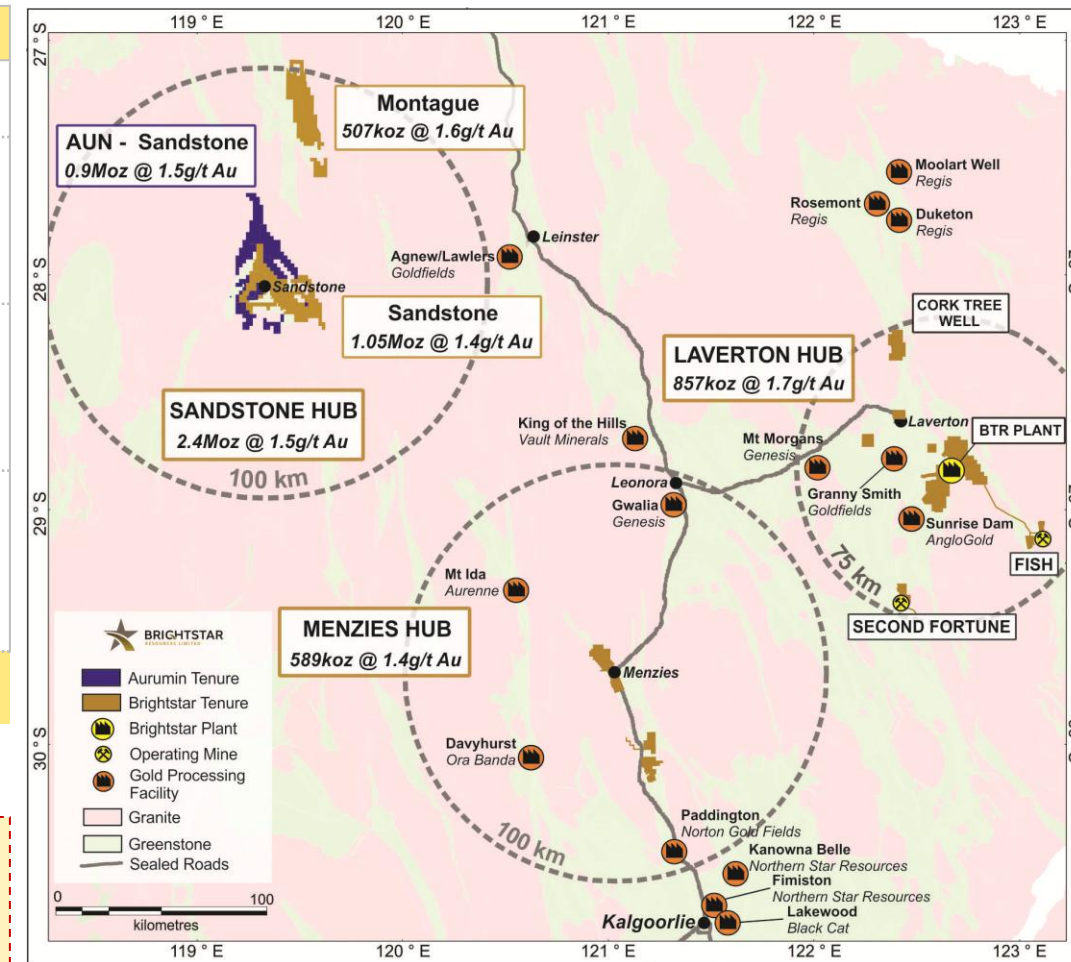 119 ° E
120 ° E
121 ° E
122 ° E
123 ° E
27° S
28° S
29° S
30° S
Montague
507koz @ 1.6g/t Au
AUN - Sandstone
0.9Moz @ 1.5g/t Au
Moolart Well
Regis
Rosemont
Regis
Duketon
Regis
Leinster
Agnew/Lawlers
Goldfields
Sandstone
Sandstone
1.05Moz @ 1.4g/t Au
CORK TREE
WELL
LAVERTON HUB
857koz @ 1.7g/t Au
SANDSTONE HUB
2.4Moz @ 1.5g/t Au
100 km
King of the Hills
Vault Minerals
Mt Morgans
Genesis
Laverton
BTR PLANT
Leonora
Gwalia
Genesis
Granny Smith
Goldfields
Sunrise Dam
AngloGold
FISH
75 km
SECOND FORTUNE
Mt Ida
Aurenne
MENZIES HUB
589koz @ 1.4g/t Au
Menzies
Davyhurst
Ora Banda
100 km
Paddington
Norton Gold Fields
Kanowna Belle
Northern Star Resources
Fimiston
Northern Star Resources
Lakewood
Black Cat
Kalgoorlie
BRIGHTSTAR
RESOURCES LIMITED
Aurumin Tenure
Brightstar Tenure
Brightstar Plant
Operating Mine
Gold Processing
Facility
Granite
Greenstone
Sealed Roads
0
100
kilometres
119 ° E
120 ° E
121 ° E
122 ° E
123 ° E